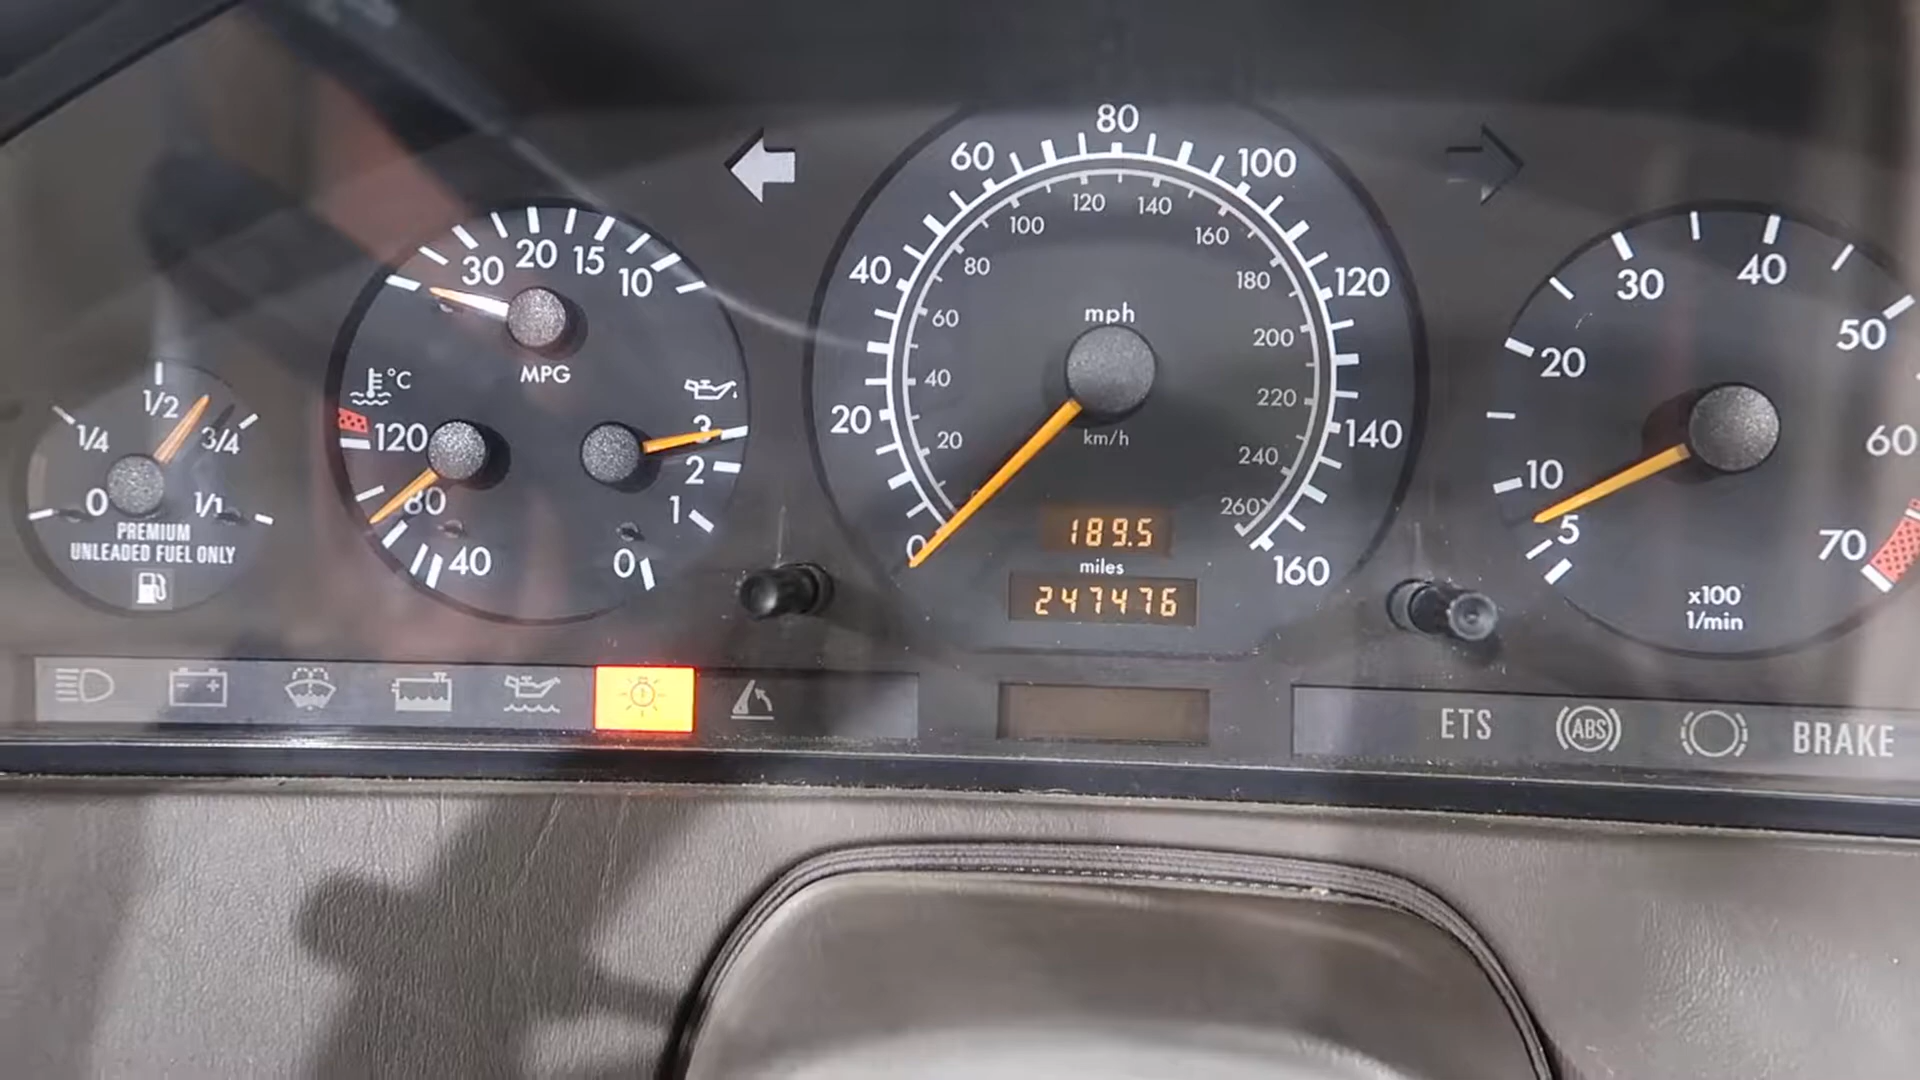 1/2
1/4
3/4
0
1/1
PREMIUM
UNLEADED FUEL ONLY
30 20 15 10
MPG
°C
120
80
40
3
2
1
0
0 20 40 60 80 100 120 140 160
mph
20 40 60 80 100 120 140 160 180 200 220 240 260
km/h
189.5
miles
247476
5 10 20 30 40 50 60 70
x100
1/min
ETS
ABS
BRAKE